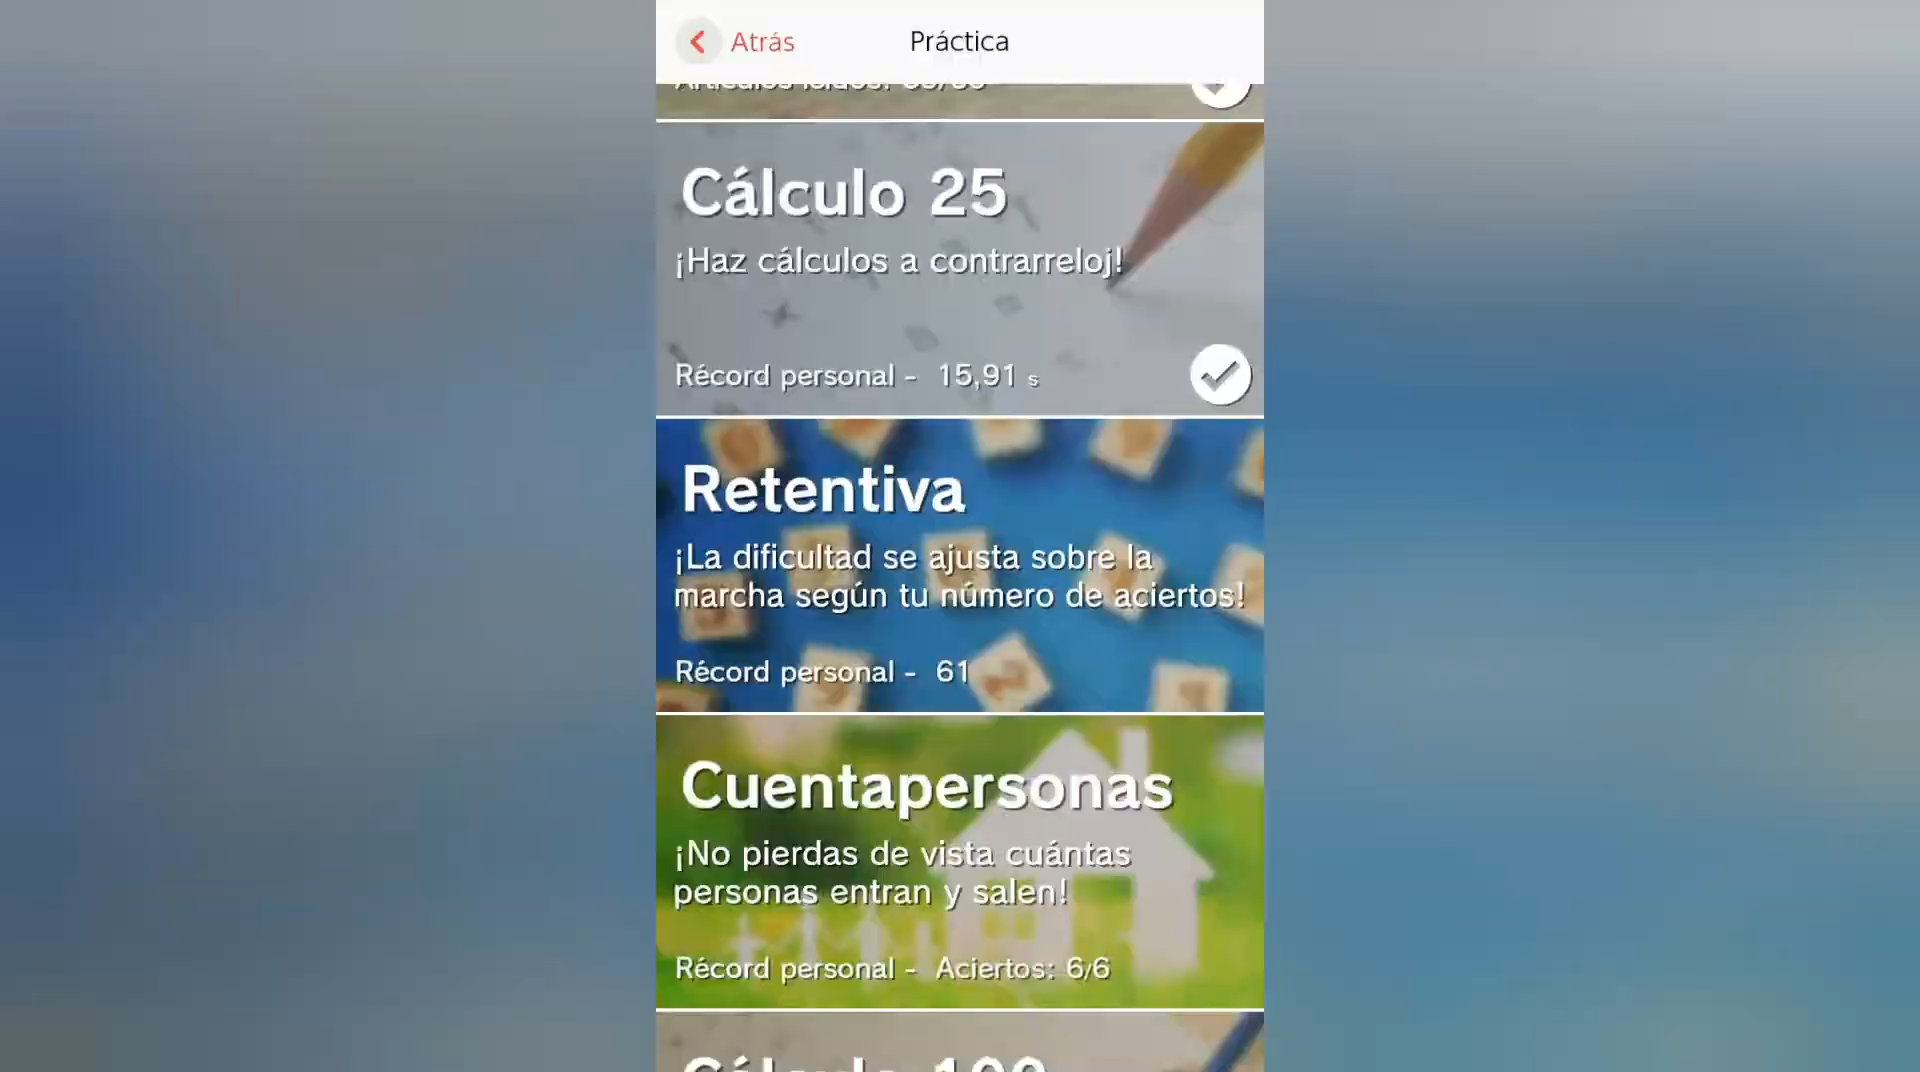 Atrás
Práctica
Cálculo 25
¡Haz cálculos a contrarreloj!
Récord personal - 15,91 s
Retentiva
¡La dificultad se ajusta sobre la
marcha según tu número de aciertos!
Récord personal - 61
Cuentapersonas
¡No pierdas de vista cuántas
personas entran y salen!
Récord personal - Aciertos: 6/6
Cálculo 100